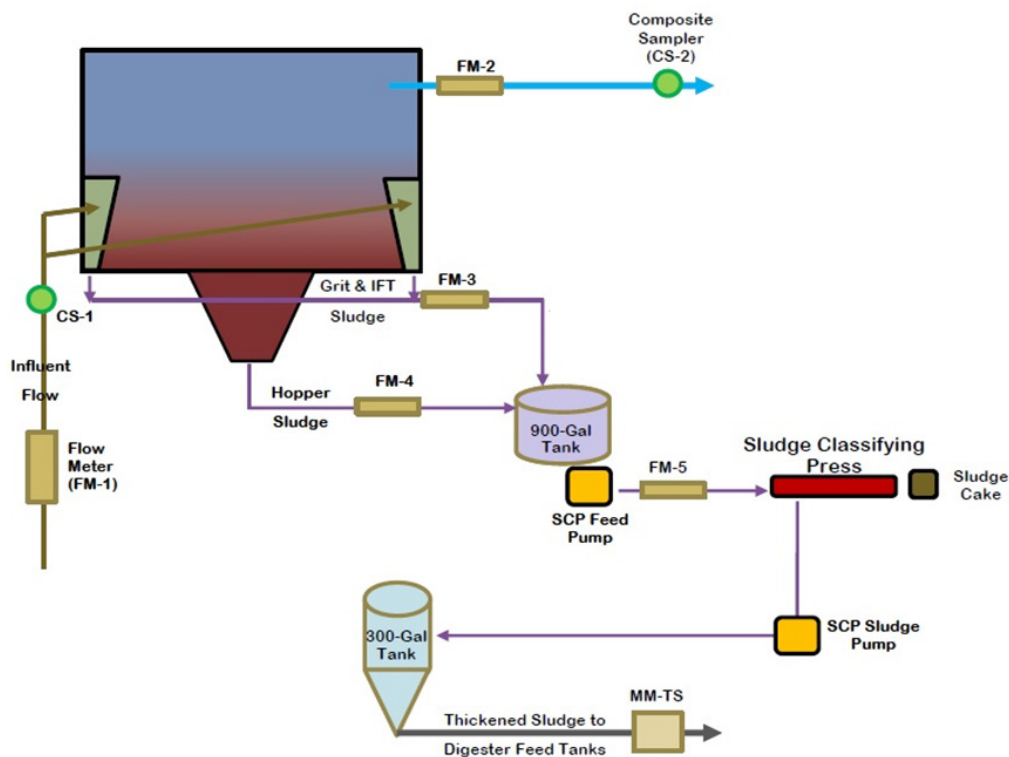 Composite
Sampler
(CS-2)
FM-2
CS-1
Grit & IFT
Sludge
FM-3
Influent
Flow
FM-4
Hopper
Sludge
Flow
Meter
(FM-1)
900-Gal
Tank
FM-5
Sludge Classifying
Press
Sludge
Cake
SCP Feed
Pump
300-Gal
Tank
SCP Sludge
Pump
MM-TS
Thickened Sludge to
Digester Feed Tanks